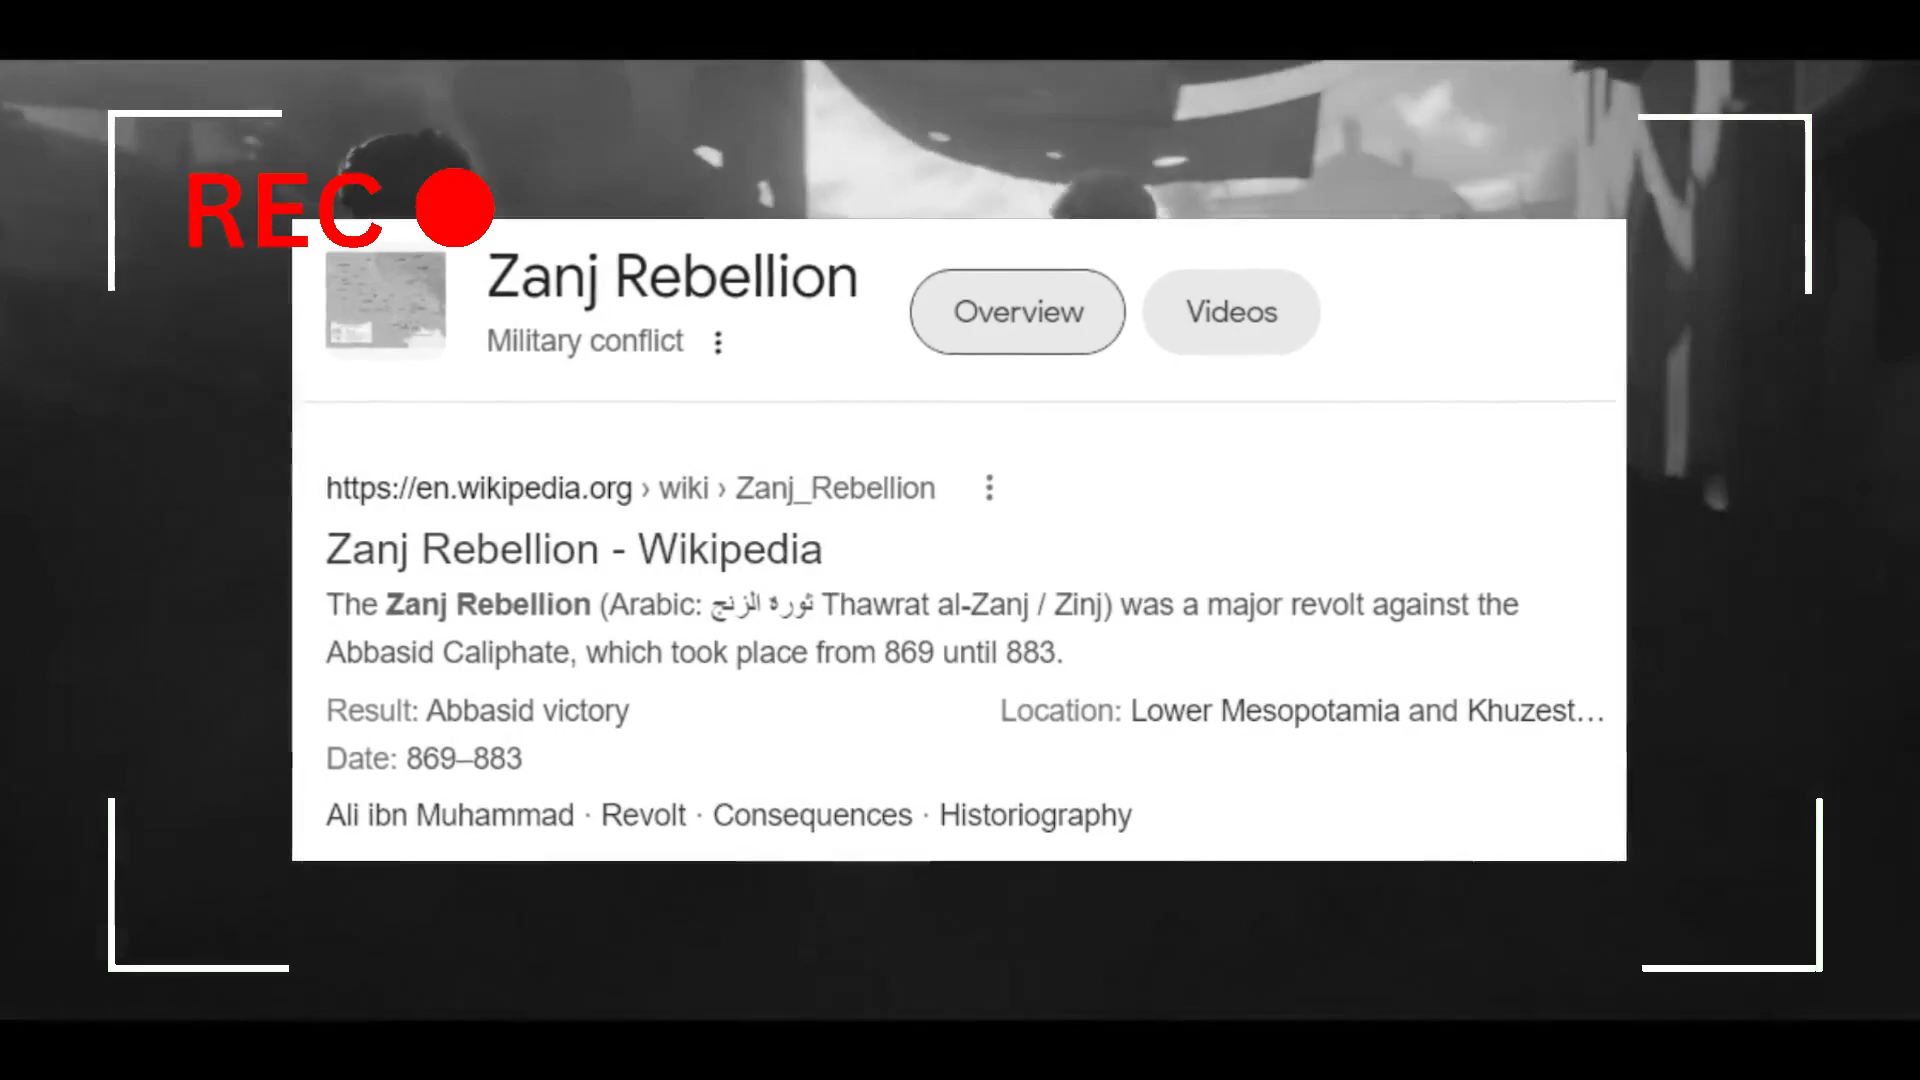 REC
Zanj Rebellion
Military conflict
Overview
Videos
https://en.wikipedia.org › wiki › Zanj_Rebellion
Zanj Rebellion - Wikipedia
The Zanj Rebellion (Arabic: ثورة الزنج Thawrat al-Zanj / Zinj) was a major revolt against the
Abbasid Caliphate, which took place from 869 until 883.
Result: Abbasid victory
Location: Lower Mesopotamia and Khuzest...
Date: 869–883
Ali ibn Muhammad · Revolt · Consequences · Historiography